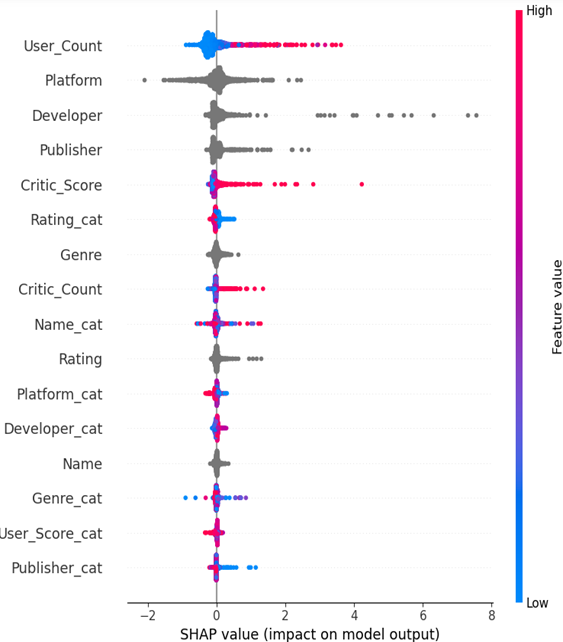 High
User_Count
Platform
Developer
Publisher
Critic_Score
Rating_cat
Genre
Critic_Count
Name_cat
Rating
Platform_cat
Developer_cat
Name
Genre_cat
User_Score_cat
Publisher_cat
Feature value
Low
−2 0 2 4 6 8
SHAP value (impact on model output)